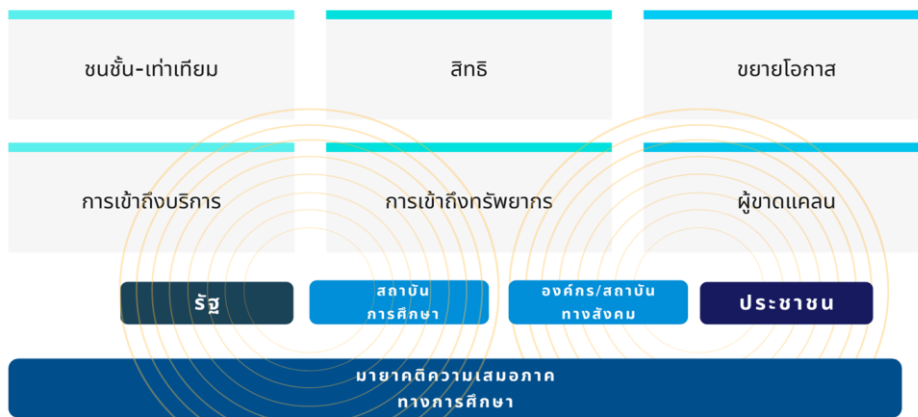 ชนชั้น-เท่าเทียม
สิทธิ
ขยายโอกาส
การเข้าถึงบริการ
การเข้าถึงทรัพยากร
ผู้ขาดแคลน
รัฐ
สถาบัน
การศึกษา
องค์กร/สถาบัน
ทางสังคม
ประชาชน
มายาคติความเสมอภาค
ทางการศึกษา